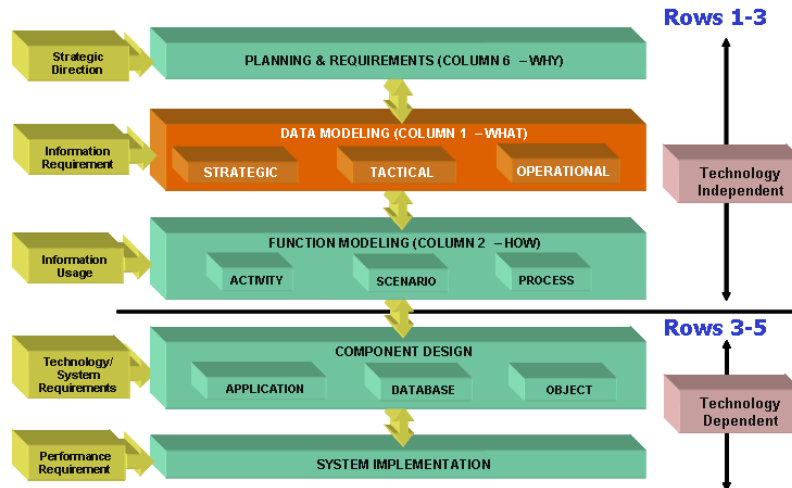 Rows 1-3
Strategic
Direction
PLANNING & REQUIREMENTS (COLUMN 6 – WHY)
Information
Requirement
DATA MODELING (COLUMN 1 – WHAT)
STRATEGIC
TACTICAL
OPERATIONAL
Technology
Independent
Information
Usage
FUNCTION MODELING (COLUMN 2 – HOW)
ACTIVITY
SCENARIO
PROCESS
Rows 3-5
Technology/
System
Requirements
COMPONENT DESIGN
APPLICATION
DATABASE
OBJECT
Technology
Dependent
Performance
Requirement
SYSTEM IMPLEMENTATION